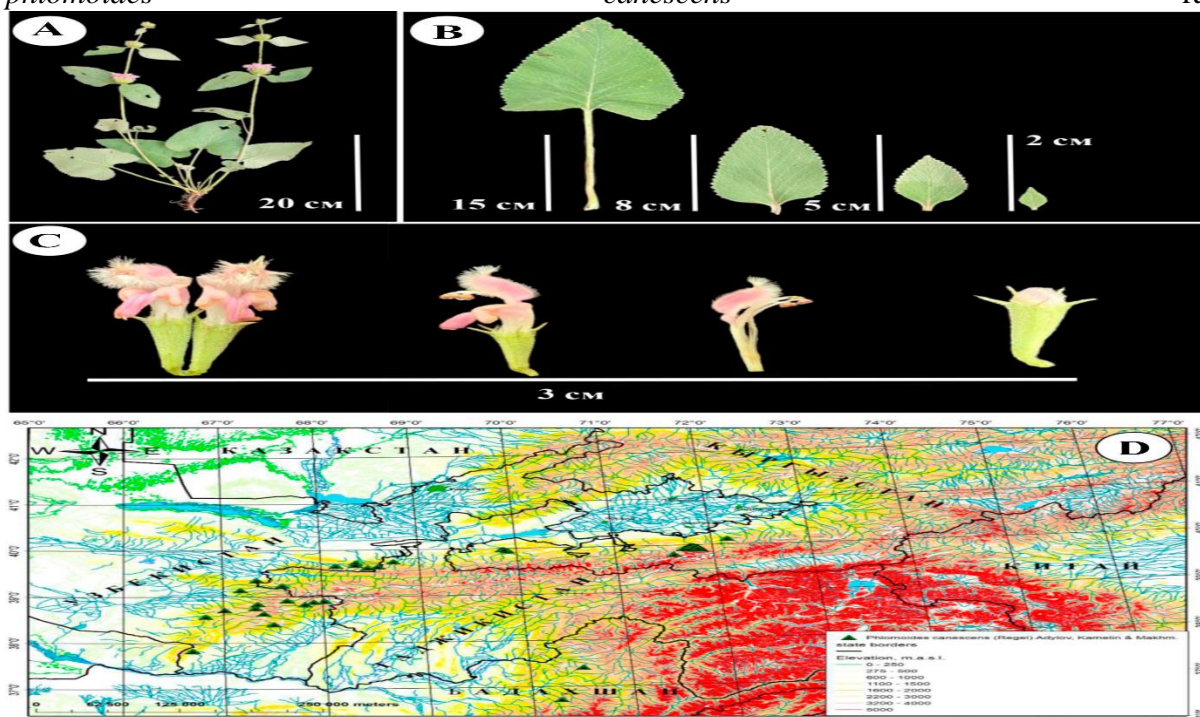 phlomoides canescens
A
B
20 см
15 см
8 см
5 см
2 см
C
3 см
65°0' 66°0' 67°0' 68°0' 69°0' 70°0' 71°0' 72°0' 73°0' 74°0' 75°0' 76°0' 77°0'
N
W E
S
КАЗАКСТАН
КЫРГЫЗСТАН
D
УЗБЕКИСТАН
КИТАЙ
ТАДЖИКИСТАН
БАДАХШАН
Phlomoides canescens (Regel) Adylov, Kamelin & Makhm.
state borders
Elevation, m.a.s.l.
0 - 250
275 - 500
600 - 1000
1100 - 1500
1600 - 2000
2200 - 3000
3200 - 4000
5000
0 62 500 125 000 250 000 meters